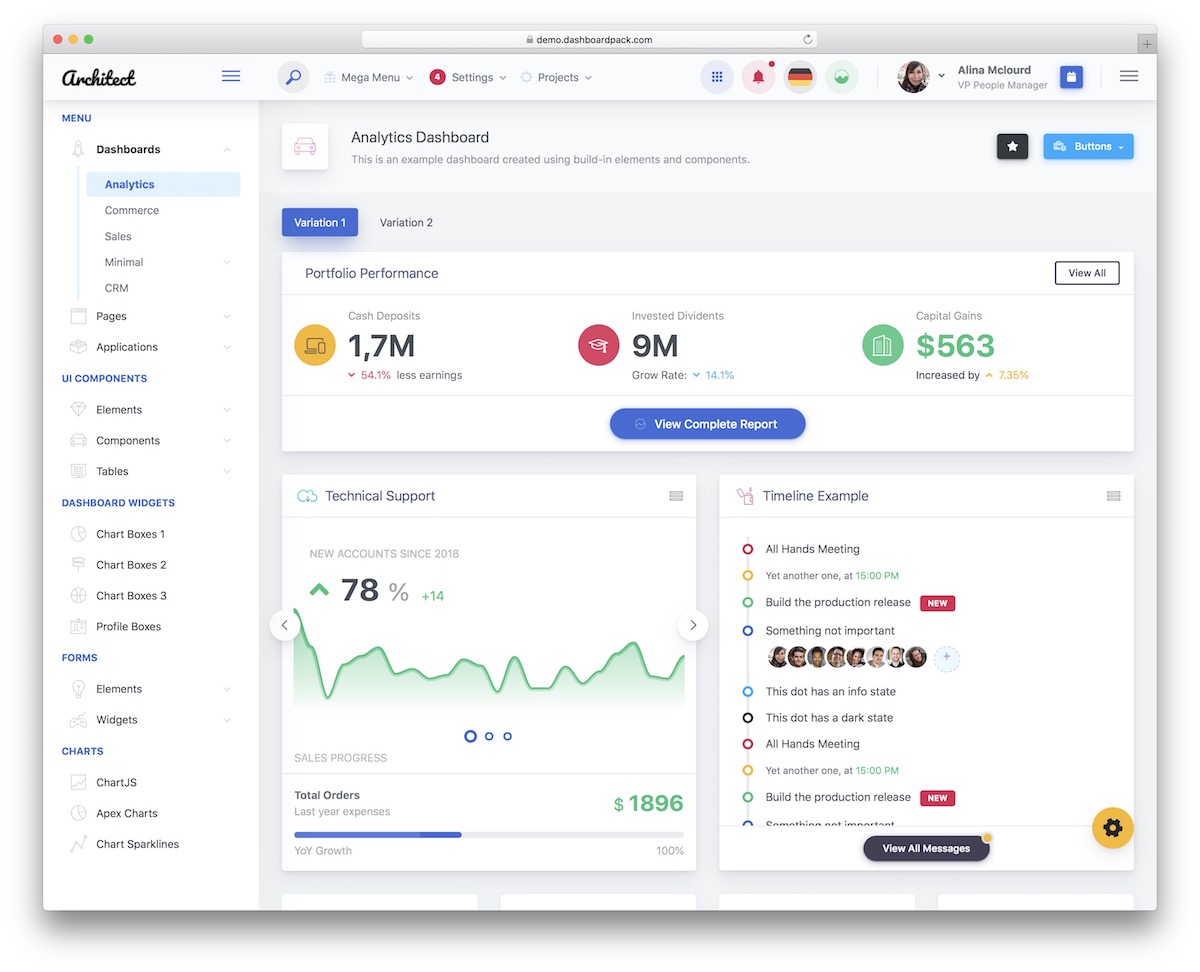 demo.dashboardpack.com
Architect
Mega Menu
4
Settings
Projects
Alina Mclourd
VP People Manager
MENU
Dashboards
Analytics
Commerce
Sales
Minimal
CRM
Pages
Applications
UI COMPONENTS
Elements
Components
Tables
DASHBOARD WIDGETS
Chart Boxes 1
Chart Boxes 2
Chart Boxes 3
Profile Boxes
FORMS
Elements
Widgets
CHARTS
ChartJS
Apex Charts
Chart Sparklines
Analytics Dashboard
This is an example dashboard created using build-in elements and components.
Buttons
Variation 1
Variation 2
Portfolio Performance
View All
Cash Deposits
1,7M
54.1% less earnings
Invested Dividents
9M
Grow Rate: 14.1%
Capital Gains
$563
Increased by 7.35%
View Complete Report
Technical Support
NEW ACCOUNTS SINCE 2018
78 % +14
SALES PROGRESS
Total Orders
Last year expenses
$ 1896
YoY Growth
100%
Timeline Example
All Hands Meeting
Yet another one, at 15:00 PM
Build the production release NEW
Something not important
+
This dot has an info state
This dot has a dark state
All Hands Meeting
Yet another one, at 15:00 PM
Build the production release NEW
Something not important
View All Messages